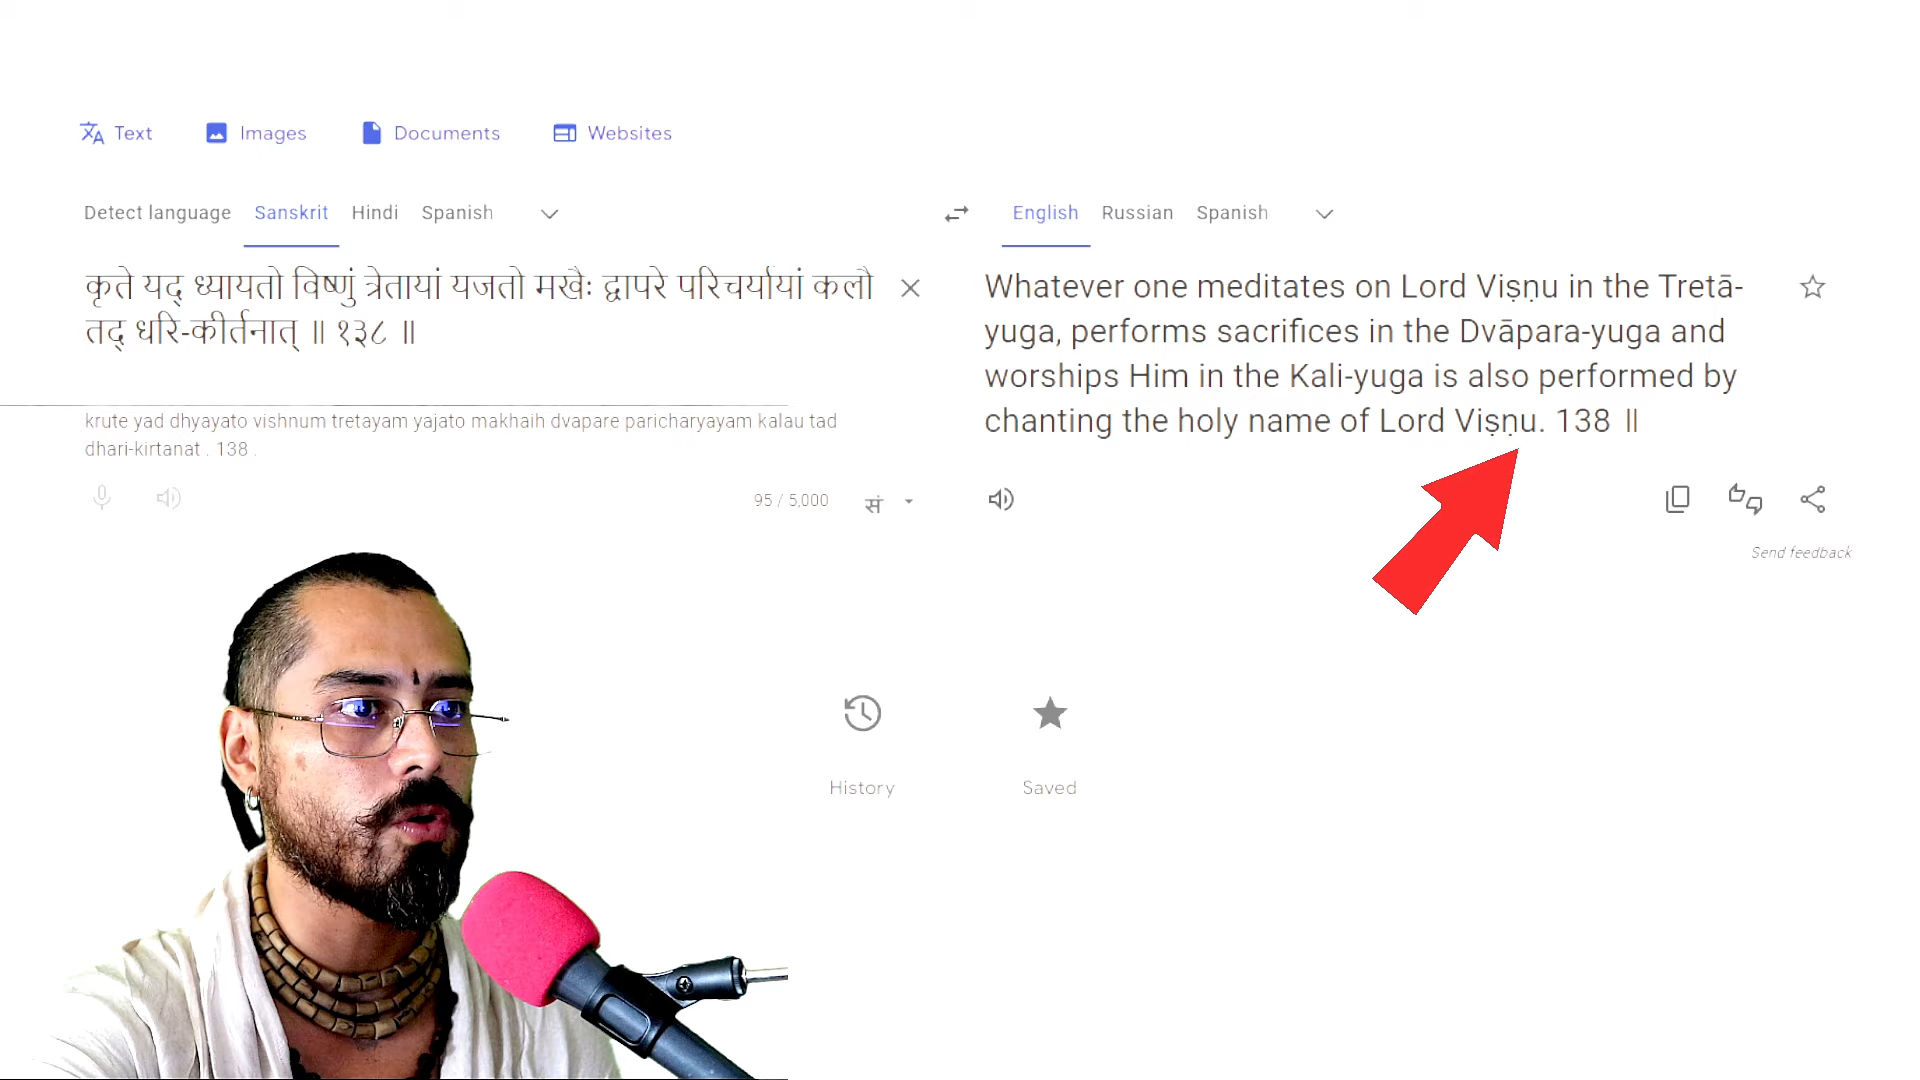 Text Images Documents Websites
Detect language Sanskrit Hindi Spanish
English Russian Spanish
कृते यद् ध्यायतो विष्णुं त्रेतायां यजतो मखैः द्वापरे परिचर्यायां कलौ
तद् धरि-कीर्तनात् ॥ १३८ ॥
krute yad dhyayato vishnum tretayam yajato makhaih dvapare paricharyayam kalau tad
dhari-kirtanat . 138 .
95 / 5,000
सं
Whatever one meditates on Lord Viṣṇu in the Tretā-
yuga, performs sacrifices in the Dvāpara-yuga and
worships Him in the Kali-yuga is also performed by
chanting the holy name of Lord Viṣṇu. 138 ॥
Send feedback
History Saved